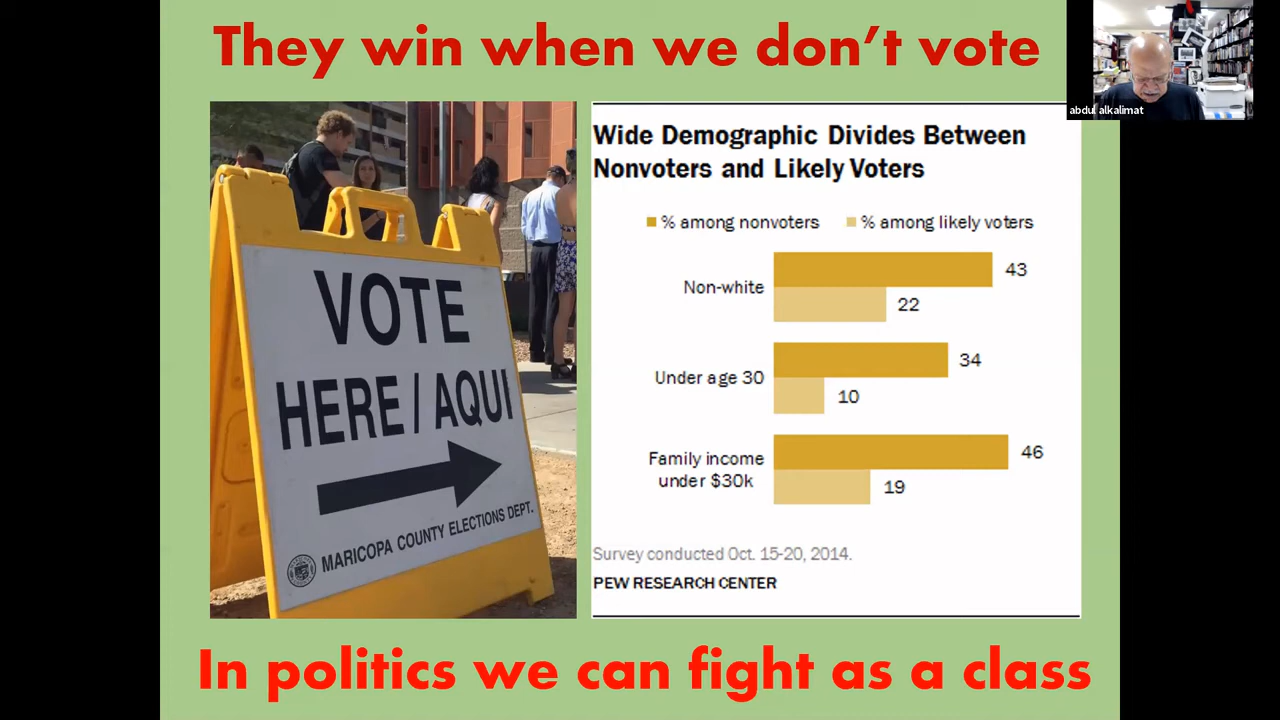 They win when we don't vote
abdul alkalimat
VOTE
HERE / AQUI
MARICOPA COUNTY ELECTIONS DEPT.
Wide Demographic Divides Between
Nonvoters and Likely Voters
% among nonvoters % among likely voters
Non-white 43
22
Under age 30 34
10
Family income
under $30k 46
19
Survey conducted Oct. 15-20, 2014.
PEW RESEARCH CENTER
In politics we can fight as a class